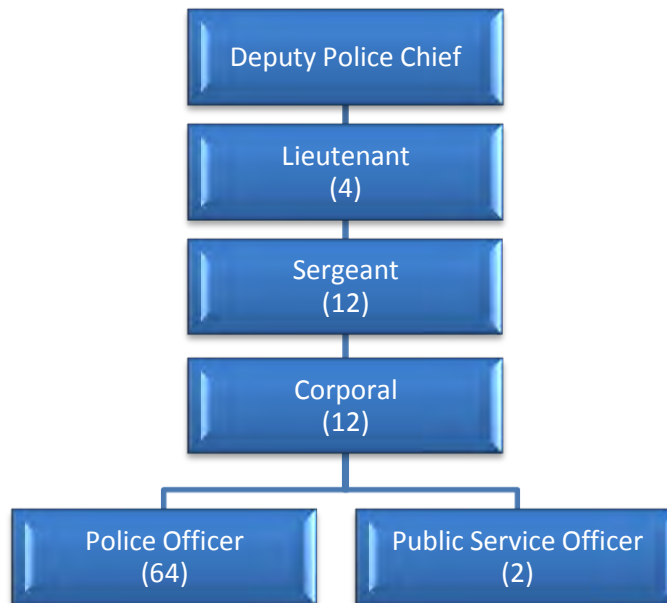 Deputy Police Chief
Lieutenant
(4)
Sergeant
(12)
Corporal
(12)
Police Officer
(64)
Public Service Officer
(2)